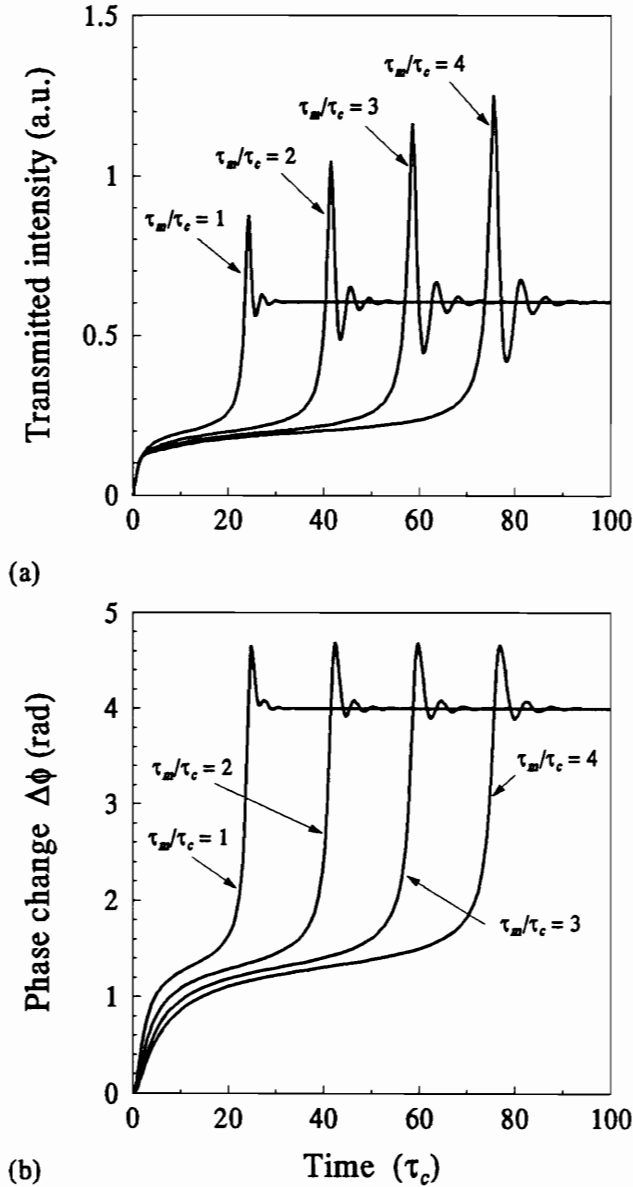 1.5
1
0.5
0
Transmitted intensity (a.u.)
τm/τc = 1
τm/τc = 2
τm/τc = 3
τm/τc = 4
0 20 40 60 80 100
(a)
5
4
3
2
1
0
Phase change Δϕ (rad)
τm/τc = 2
τm/τc = 1
τm/τc = 4
τm/τc = 3
0 20 40 60 80 100
(b)
Time (τc)